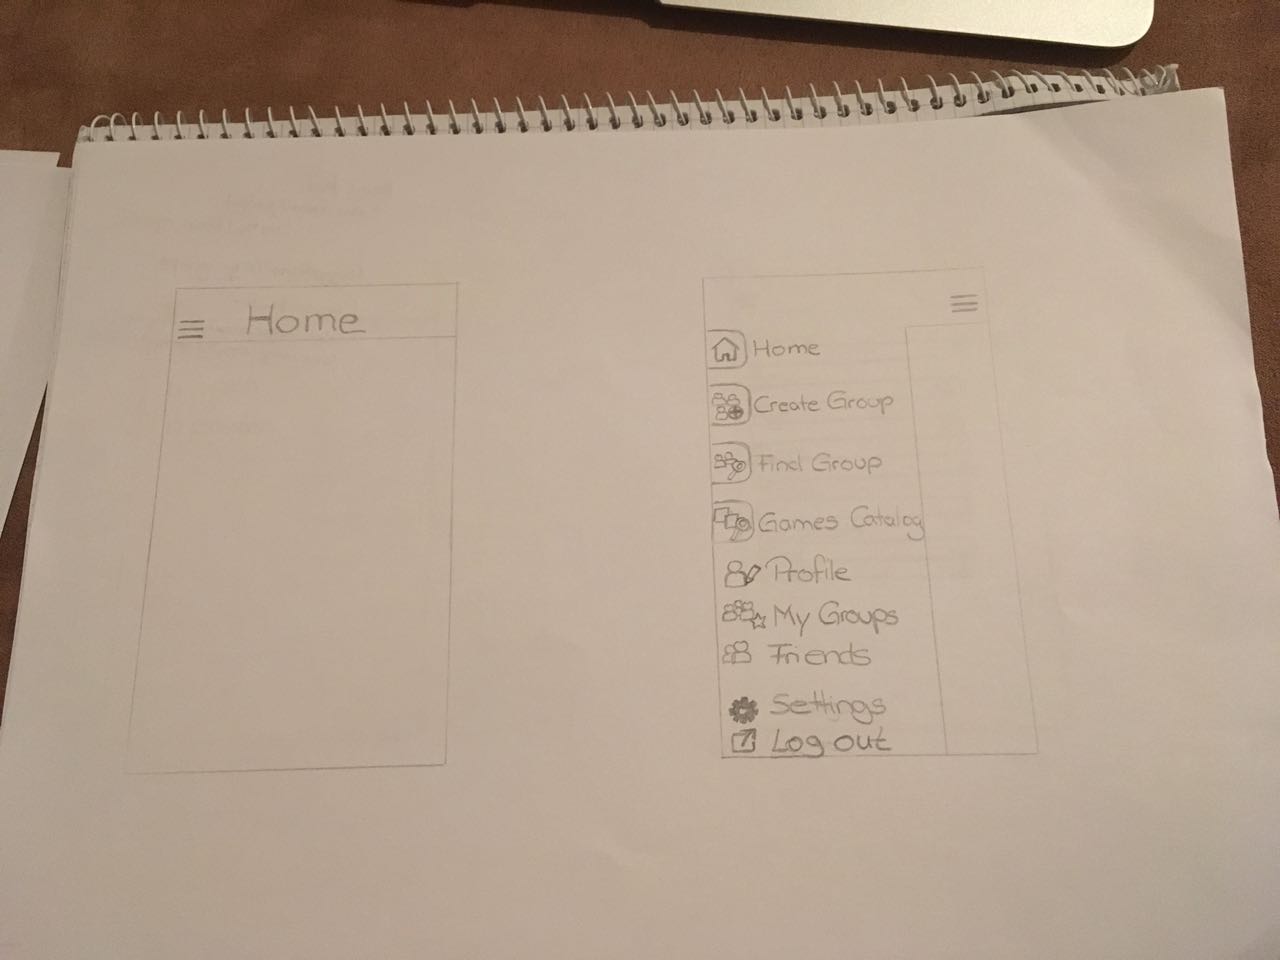 Home
Home
Create Group
Find Group
Games Catalog
Profile
My Groups
Friends
Settings
Log out